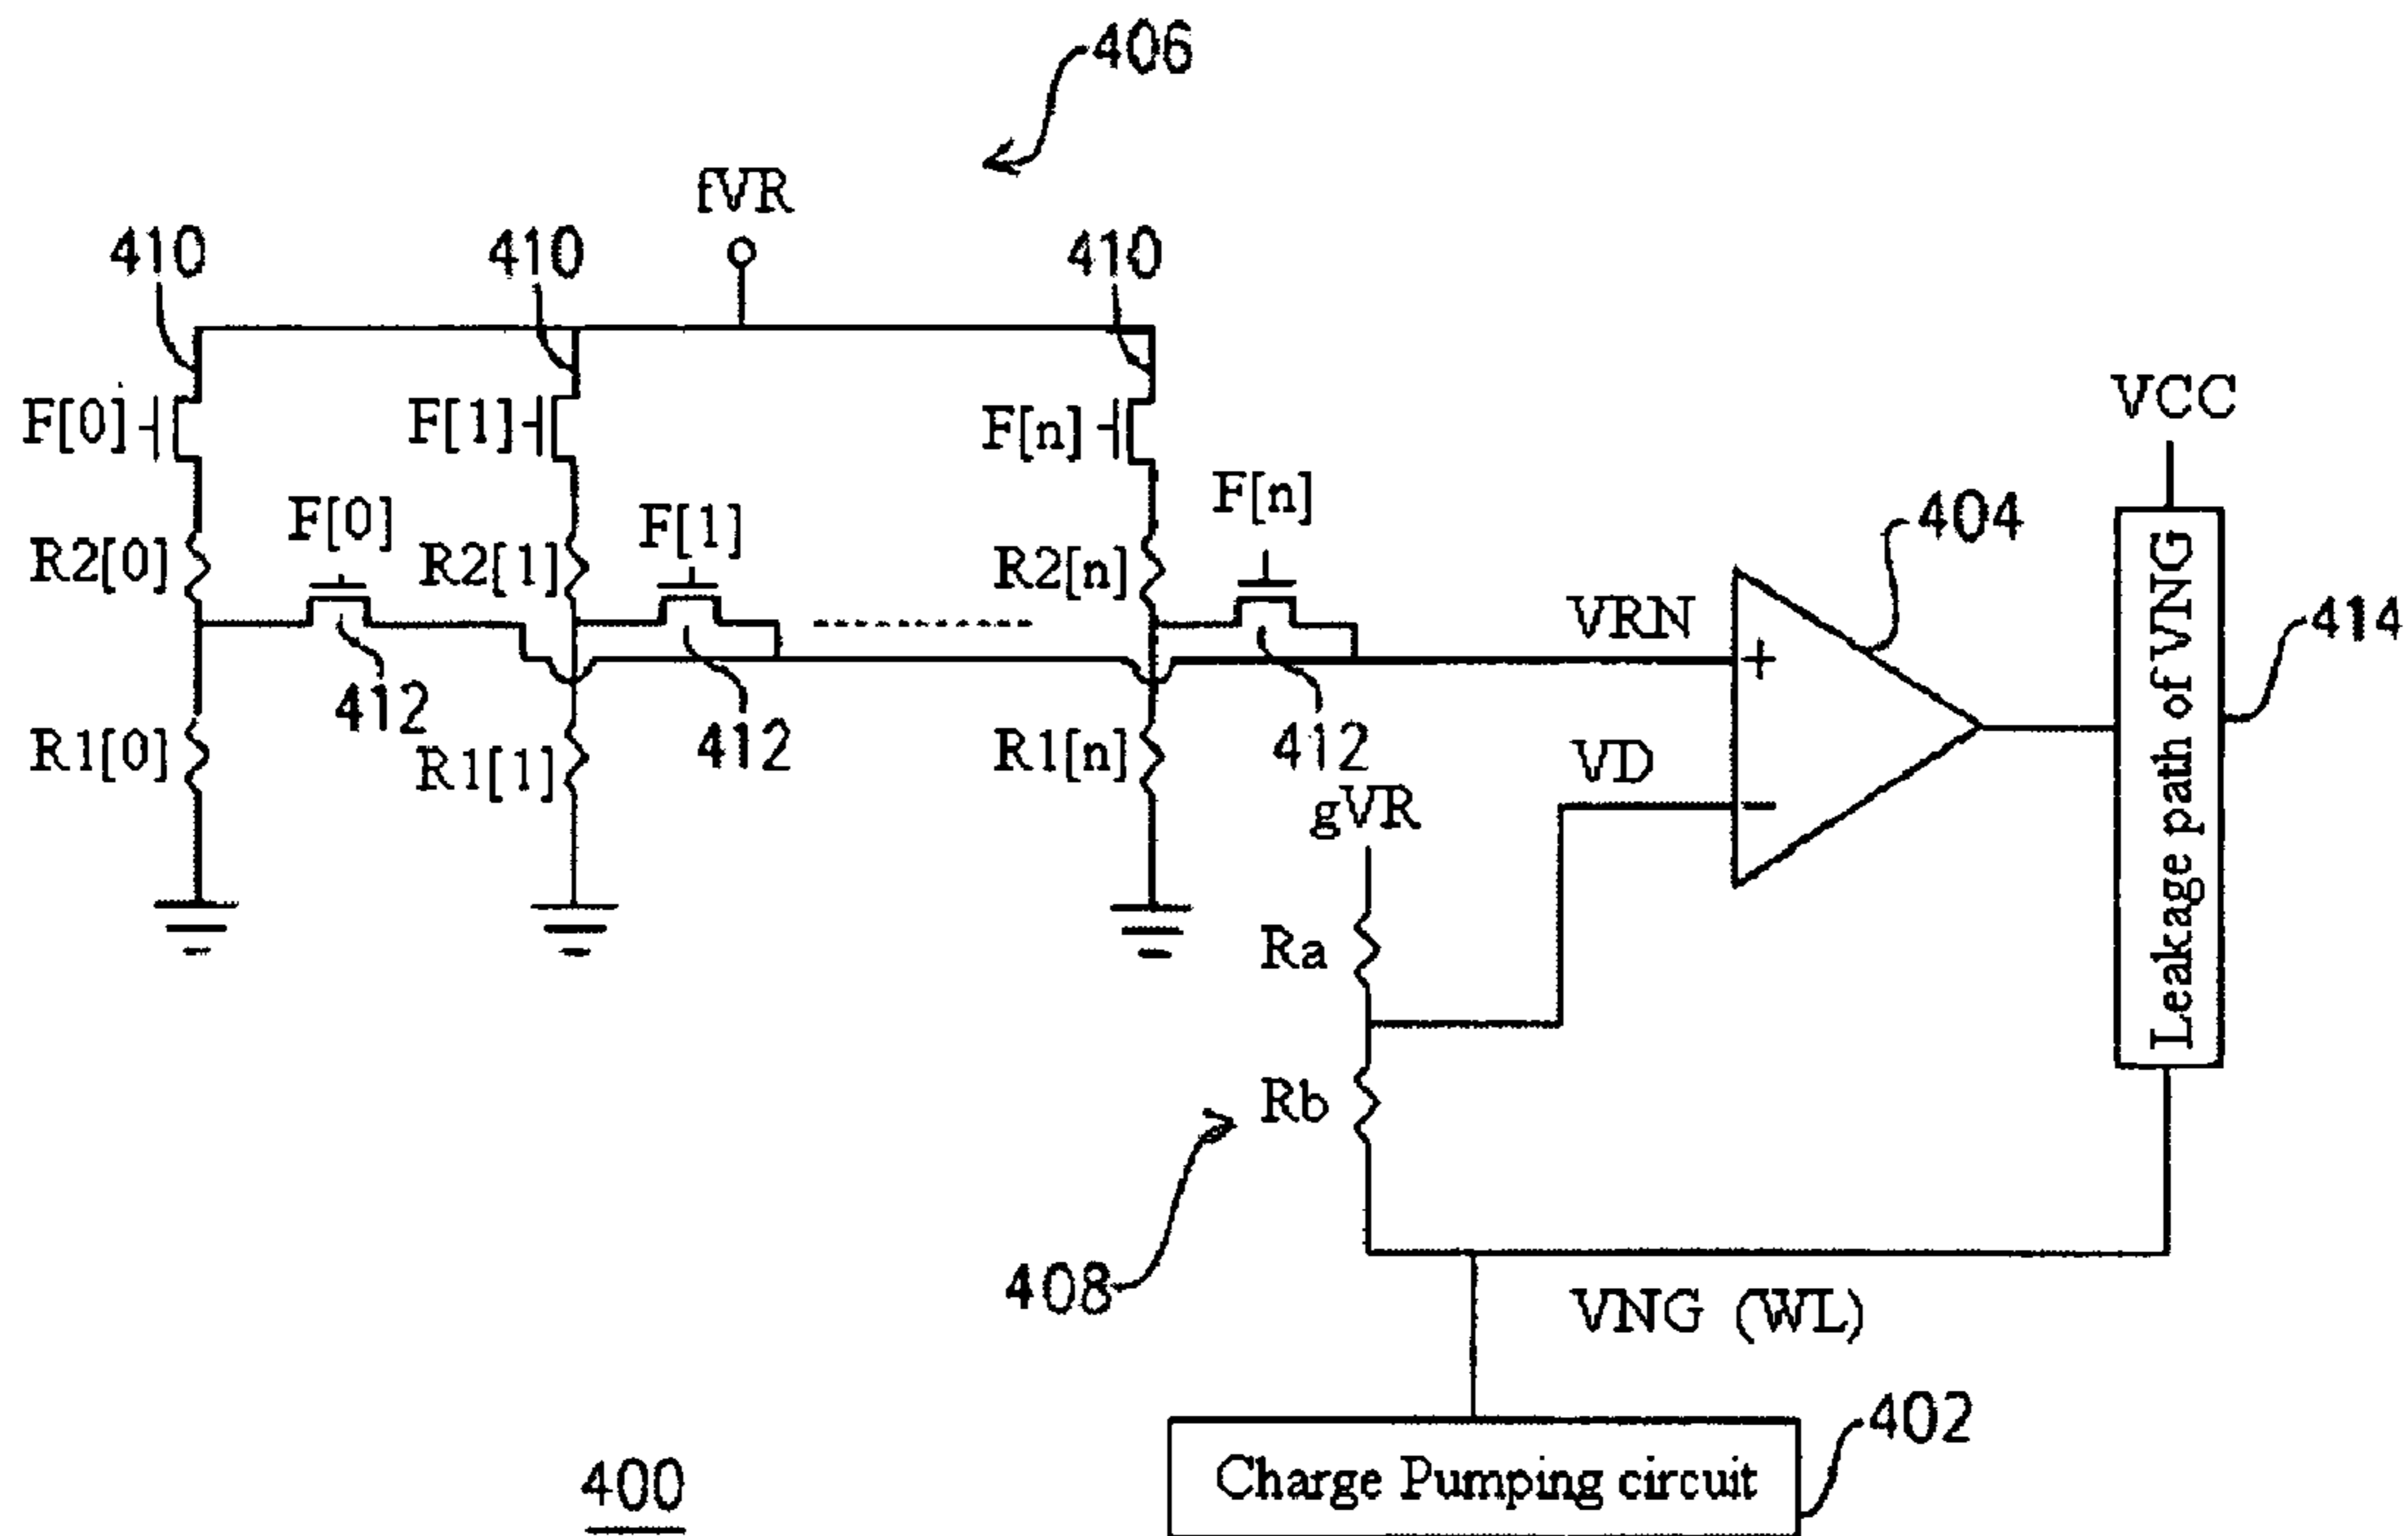 406
fVR
410
410
410
VCC
F[0]
F[1]
F[n]
F[n]
F[0]
F[1]
404
R2[0]
R2[1]
R2[n]
VRN
+
414
412
412
412
R1[0]
R1[1]
R1[n]
VD
gVR
−
Leakage path of VNG
Ra
Rb
408
VNG (WL)
402
Charge Pumping circuit
400